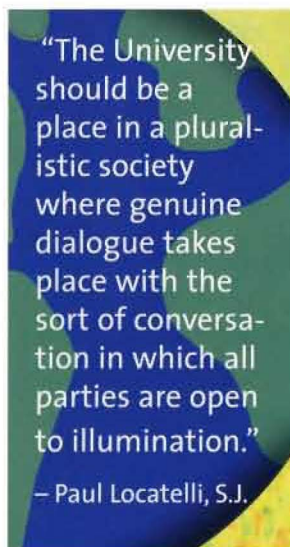 “The University
should be a
place in a plural-
istic society
where genuine
dialogue takes
place with the
sort of conversa-
tion in which all
parties are open
to illumination.”
– Paul Locatelli, S.J.